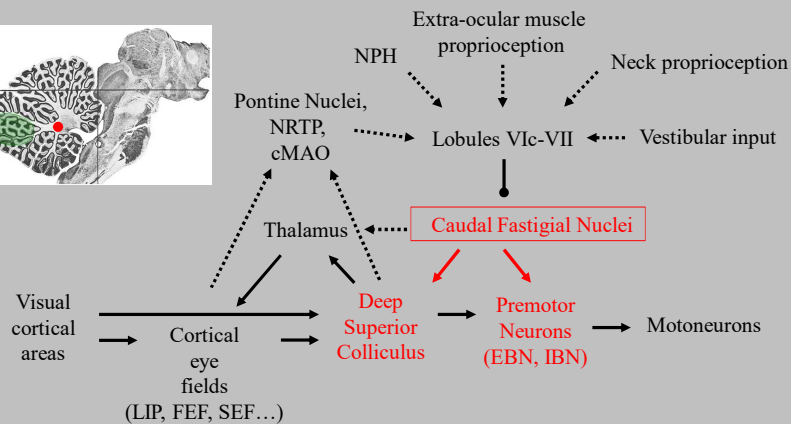 Extra-ocular muscle
proprioception
NPH
Neck proprioception
Pontine Nuclei,
NRTP,
cMAO
Lobules VIc-VII
Vestibular input
Thalamus
Caudal Fastigial Nuclei
Visual
cortical
areas
Cortical
eye
fields
(LIP, FEF, SEF…)
Deep
Superior
Colliculus
Premotor
Neurons
(EBN, IBN)
Motoneurons